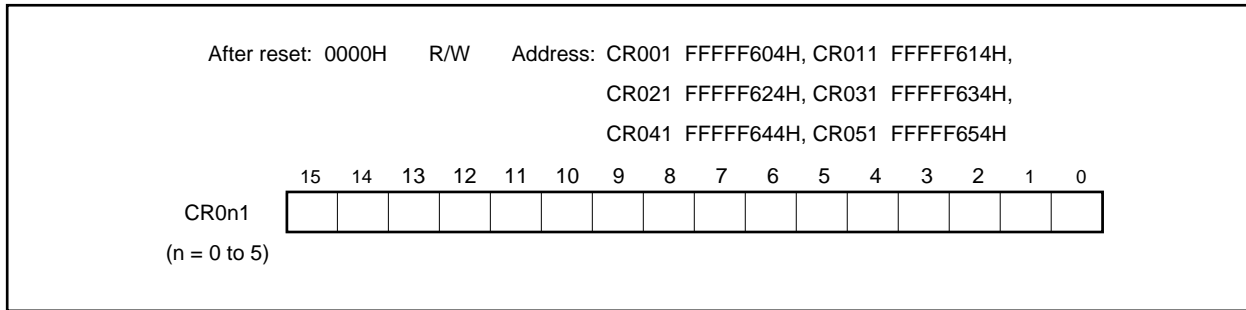 After reset: 0000H R/W Address: CR001 FFFFF604H, CR011 FFFFF614H,
CR021 FFFFF624H, CR031 FFFFF634H,
CR041 FFFFF644H, CR051 FFFFF654H
15 14 13 12 11 10 9 8 7 6 5 4 3 2 1 0
CR0n1
(n = 0 to 5)